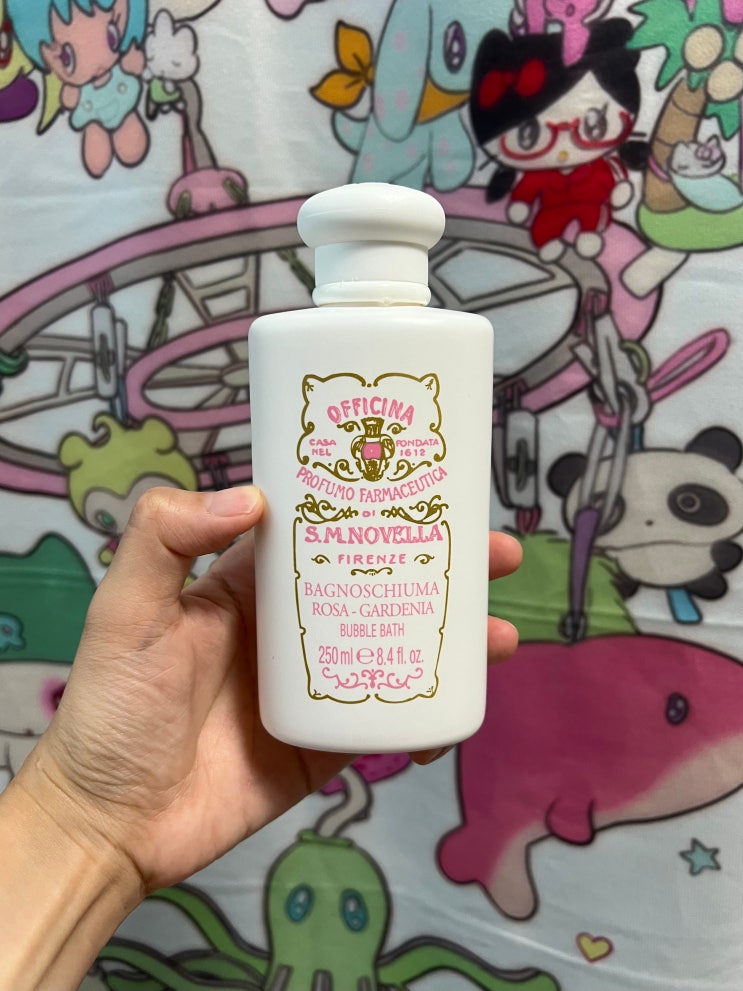 OFFICINA
CASA FONDATA
NEL 1612
PROFUMO FARMACEUTICA
DI
S.M.NOVELLA
FIRENZE
BAGNOSCHIUMA
ROSA-GARDENIA
BUBBLE BATH
250 ml ℮ 8.4 fl. oz.